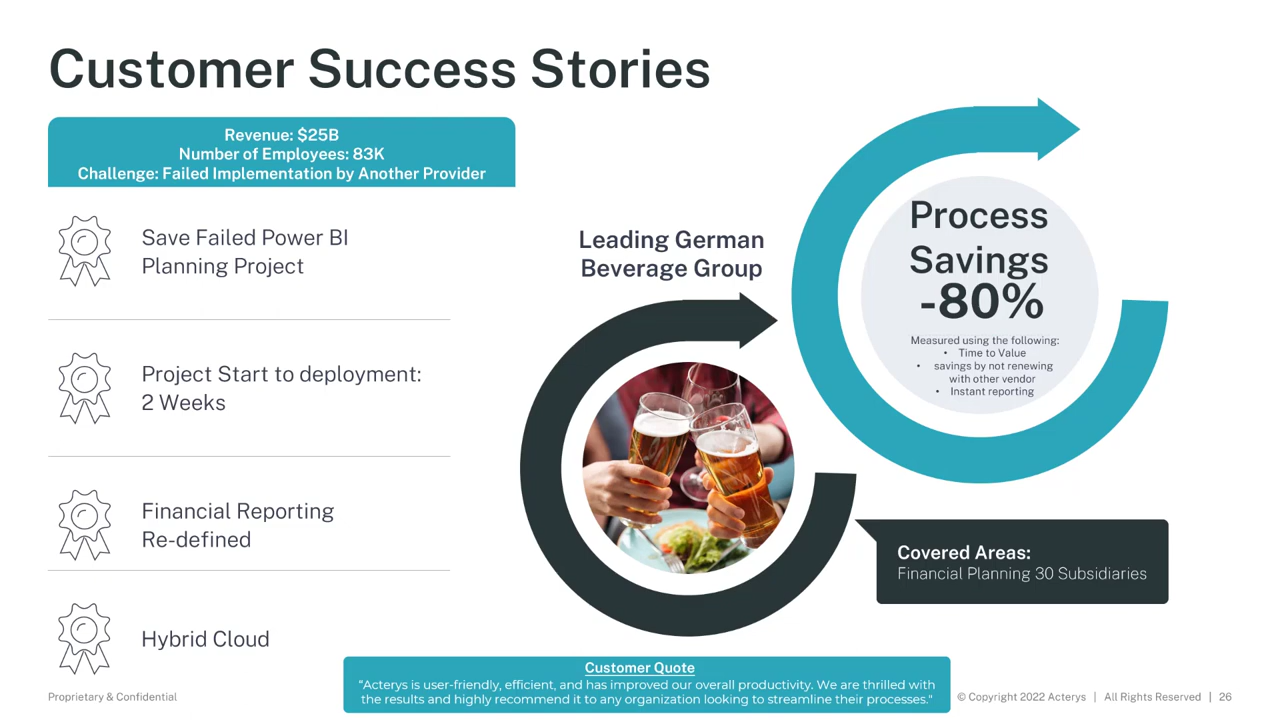 Customer Success Stories
Revenue: $25B
Number of Employees: 83K
Challenge: Failed Implementation by Another Provider
Save Failed Power BI
Planning Project
Project Start to deployment:
2 Weeks
Financial Reporting
Re-defined
Hybrid Cloud
Leading German
Beverage Group
Process
Savings
-80%
Measured using the following:
• Time to Value
• savings by not renewing
with other vendor
• Instant reporting
Covered Areas:
Financial Planning 30 Subsidiaries
Customer Quote
"Acterys is user-friendly, efficient, and has improved our overall productivity. We are thrilled with
the results and highly recommend it to any organization looking to streamline their processes."
Proprietary & Confidential
© Copyright 2022 Acterys | All Rights Reserved | 26